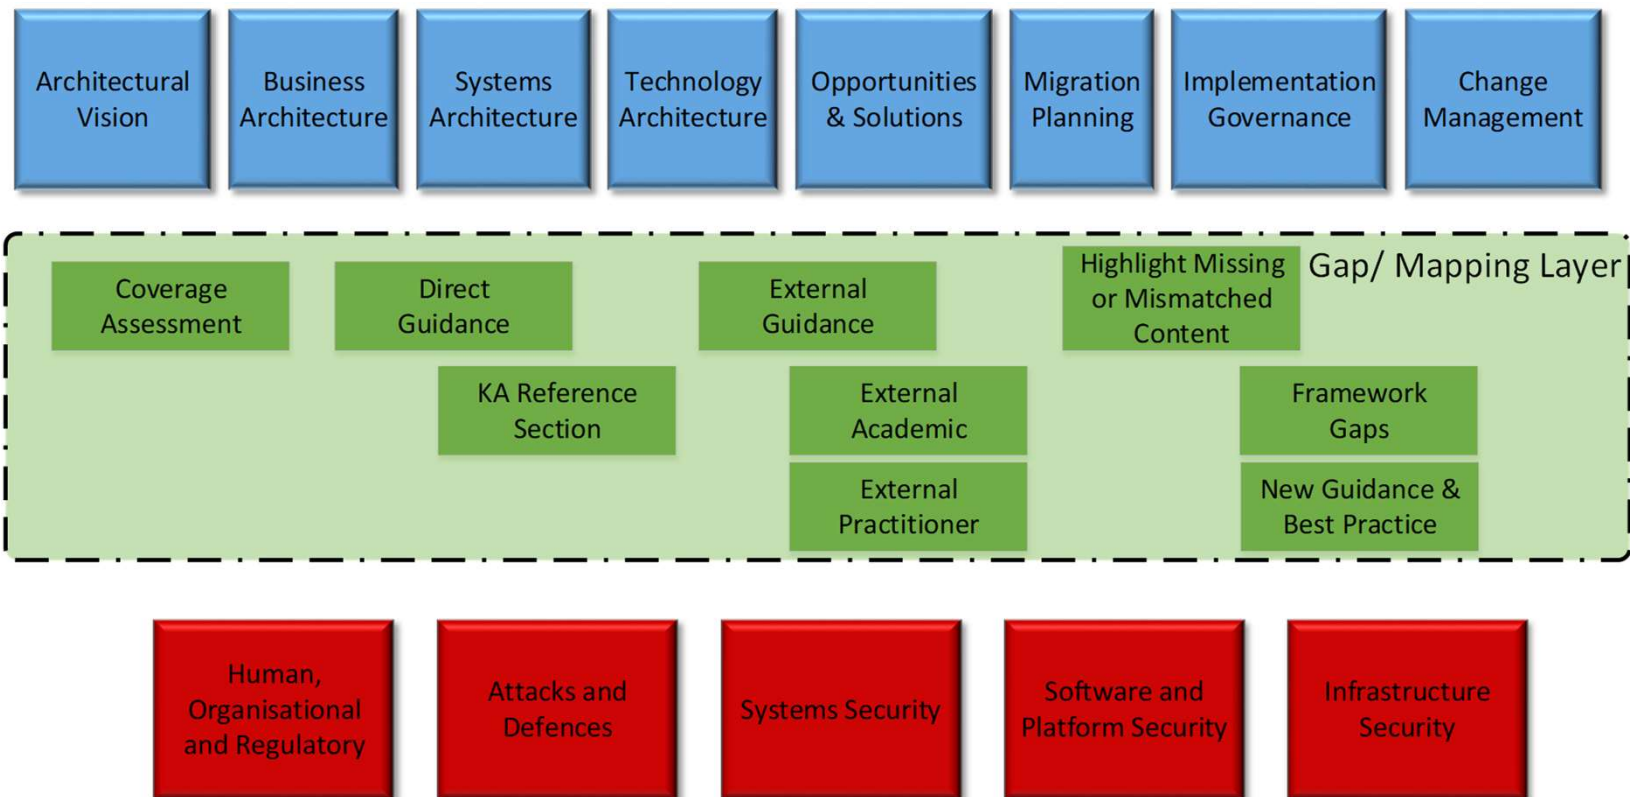 Architectural
Vision
Business
Architecture
Systems
Architecture
Technology
Architecture
Opportunities
& Solutions
Migration
Planning
Implementation
Governance
Change
Management
Gap/ Mapping Layer
Coverage
Assessment
Direct
Guidance
External
Guidance
Highlight Missing
or Mismatched
Content
KA Reference
Section
External
Academic
Framework
Gaps
External
Practitioner
New Guidance &
Best Practice
Human,
Organisational
and Regulatory
Attacks and
Defences
Systems Security
Software and
Platform Security
Infrastructure
Security